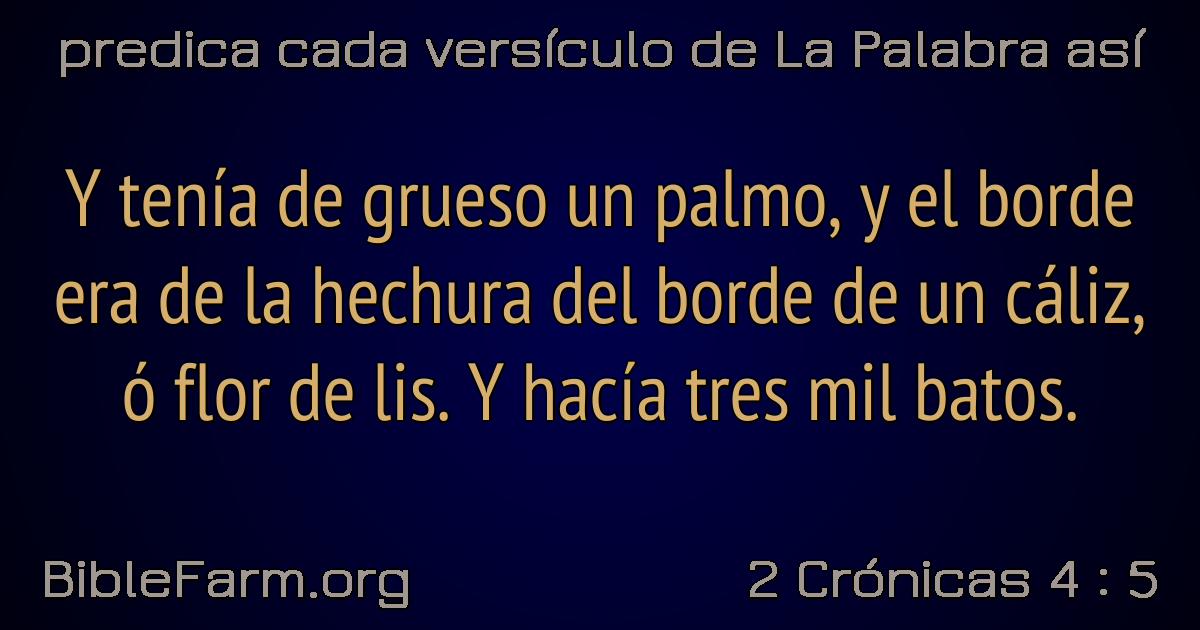 predica cada versículo de La Palabra así
Y tenía de grueso un palmo, y el borde
era de la hechura del borde de un cáliz,
ó flor de lis. Y hacía tres mil batos.
BibleFarm.org
2 Crónicas 4 : 5